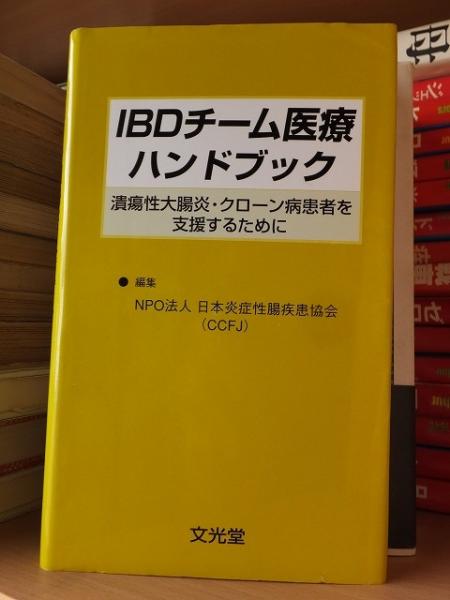 IBDチーム医療
ハンドブック
潰瘍性大腸炎・クローン病患者を
支援するために
● 編集
NPO法人 日本炎症性腸疾患協会
(CCFJ)
文光堂